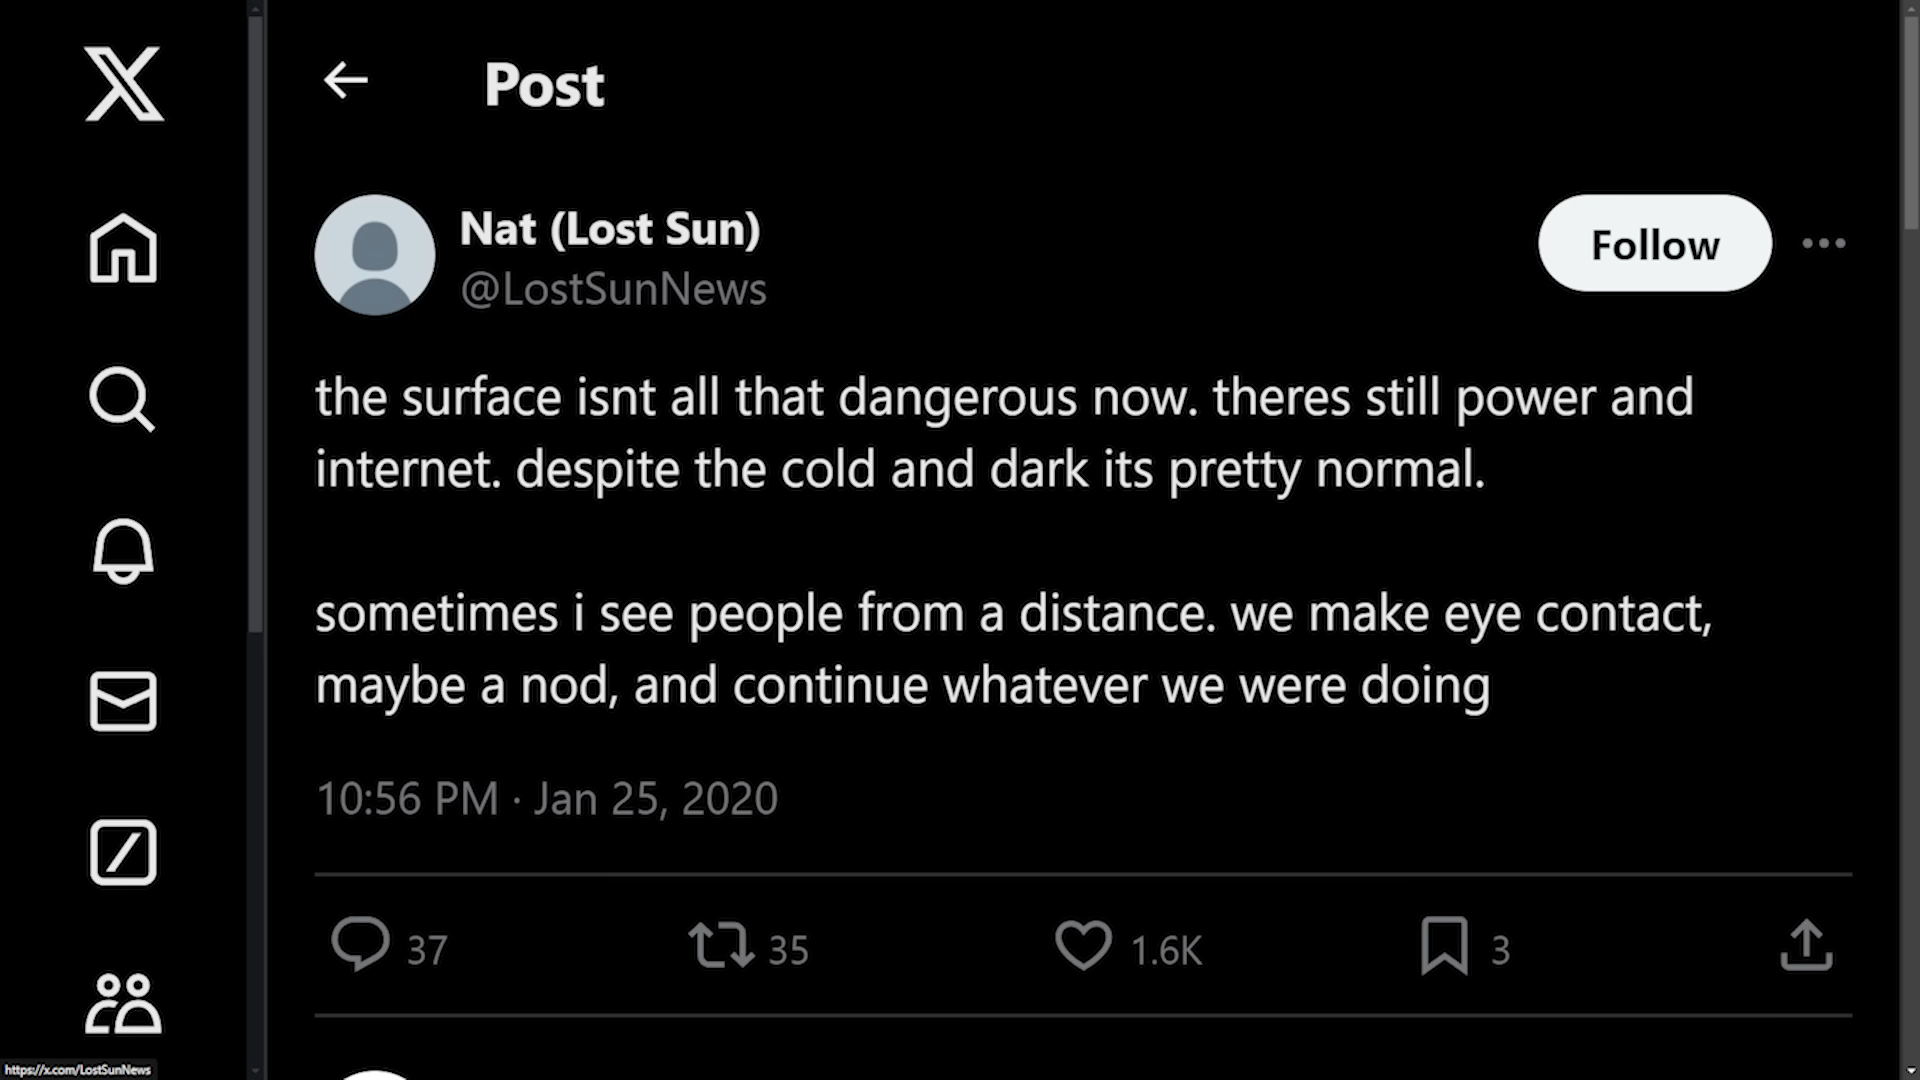 Post
Nat (Lost Sun)
@LostSunNews
Follow
the surface isnt all that dangerous now. theres still power and
internet. despite the cold and dark its pretty normal.
sometimes i see people from a distance. we make eye contact,
maybe a nod, and continue whatever we were doing
10:56 PM · Jan 25, 2020
37 35 1.6K 3
https://x.com/LostSunNews